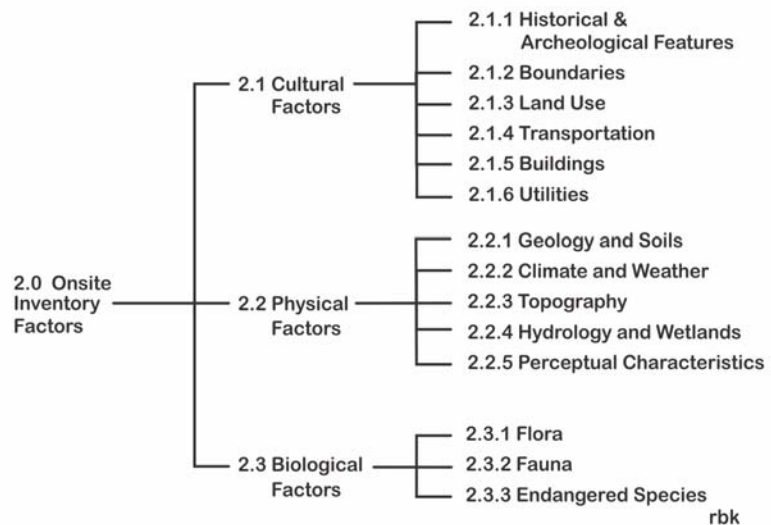 2.0 Onsite
Inventory
Factors
2.1 Cultural
Factors
2.1.1 Historical &
Archeological Features
2.1.2 Boundaries
2.1.3 Land Use
2.1.4 Transportation
2.1.5 Buildings
2.1.6 Utilities
2.2 Physical
Factors
2.2.1 Geology and Soils
2.2.2 Climate and Weather
2.2.3 Topography
2.2.4 Hydrology and Wetlands
2.2.5 Perceptual Characteristics
2.3 Biological
Factors
2.3.1 Flora
2.3.2 Fauna
2.3.3 Endangered Species
rbk